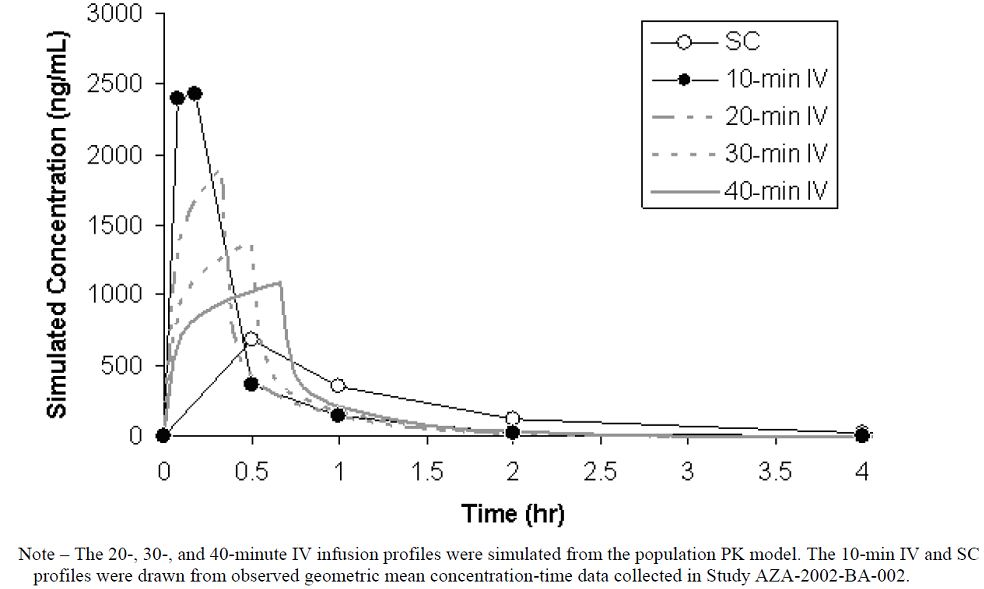 3000
2500
2000
1500
1000
500
0
Simulated Concentration (ng/mL)
SC
10-min IV
20-min IV
30-min IV
40-min IV
0 0.5 1 1.5 2 2.5 3 3.5 4
Time (hr)
Note – The 20-, 30-, and 40-minute IV infusion profiles were simulated from the population PK model. The 10-min IV and SC
profiles were drawn from observed geometric mean concentration-time data collected in Study AZA-2002-BA-002.